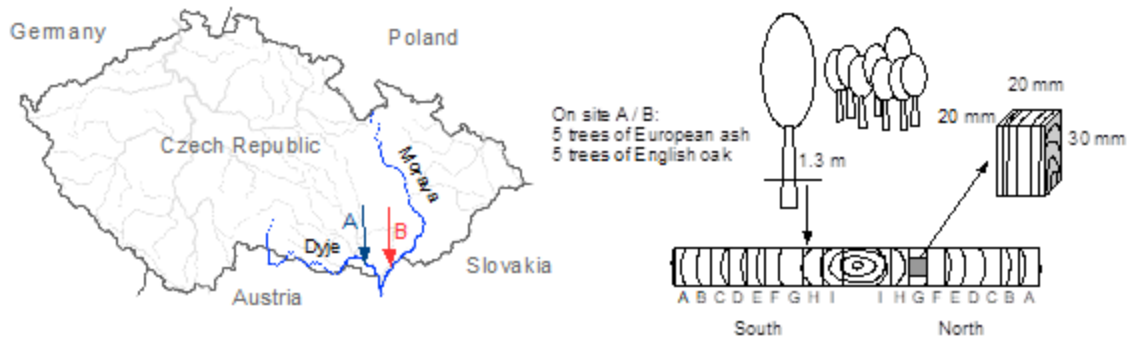 Germany
Poland
Czech Republic
Morava
A
B
Dyje
Slovakia
Austria
On site A / B:
5 trees of European ash
5 trees of English oak
1.3 m
20 mm
20 mm
30 mm
A B C D E F G H I I H G F E D C B A
South North